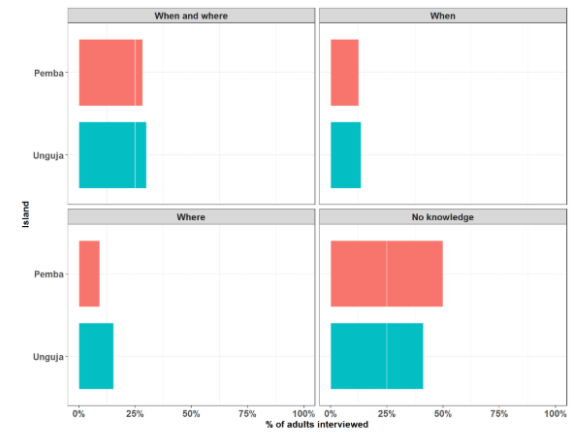 When and where
When
Pemba
Unguja
Island
Where
No knowledge
Pemba
Unguja
0% 25% 50% 75% 100% 0% 25% 50% 75% 100%
% of adults interviewed